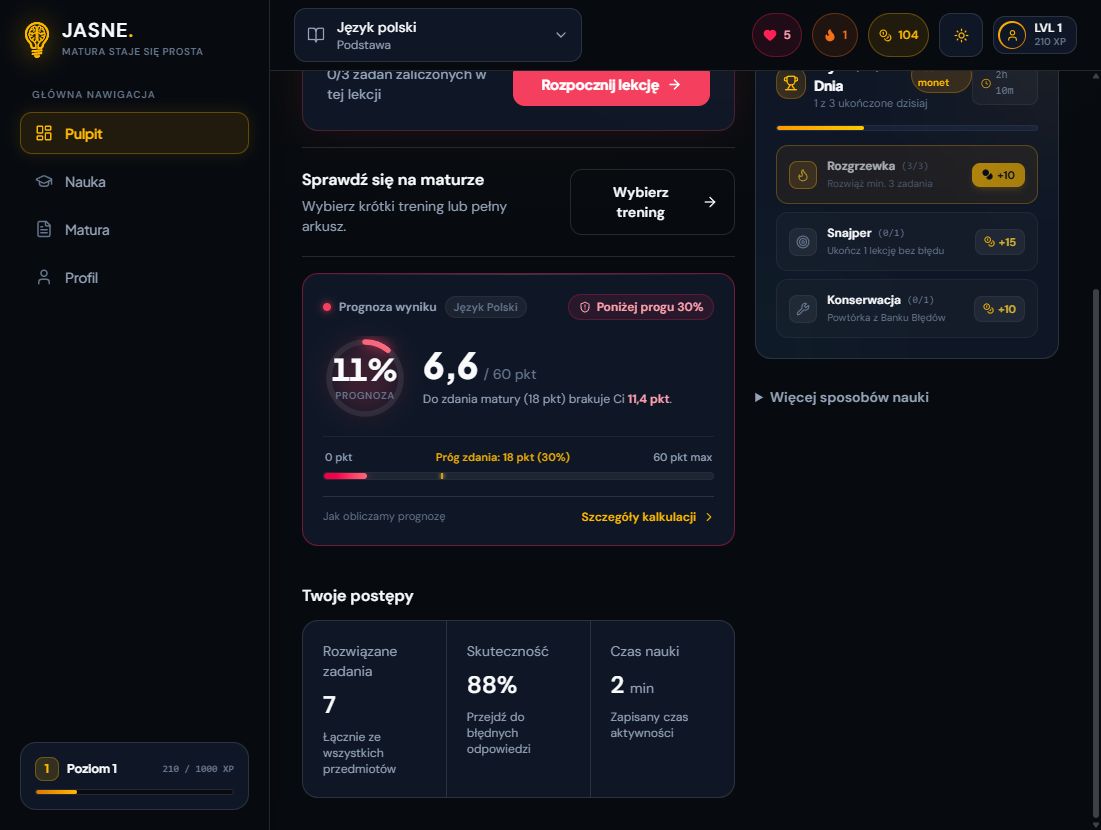 JASNE.
MATURA STAJE SIĘ PROSTA
GŁÓWNA NAWIGACJA
Pulpit
Nauka
Matura
Profil
1
Poziom 1
210 / 1000 XP
Język polski
Podstawa
5
1
104
LVL 1
210 XP
0/3 zadań zaliczonych w
tej lekcji
Rozpocznij lekcję
Sprawdź się na maturze
Wybierz krótki trening lub pełny
arkusz.
Wybierz
trening
Prognoza wyniku
Język Polski
Poniżej progu 30%
11%
PROGNOZA
6,6 / 60 pkt
Do zdania matury (18 pkt) brakuje Ci 11,4 pkt.
0 pkt
Próg zdania: 18 pkt (30%)
60 pkt max
Jak obliczamy prognozę
Szczegóły kalkulacji
Twoje postępy
Rozwiązane
zadania
7
Łącznie ze
wszystkich
przedmiotów
Skuteczność
88%
Przejdź do
błędnych
odpowiedzi
Czas nauki
2 min
Zapisany czas
aktywności
Dnia
monet
2h
10m
1 z 3 ukończone dzisiaj
Rozgrzewka (3/3)
Rozwiąż min. 3 zadania
+10
Snajper (0/1)
Ukończ 1 lekcję bez błędu
+15
Konserwacja (0/1)
Powtórka z Banku Błędów
+10
Więcej sposobów nauki